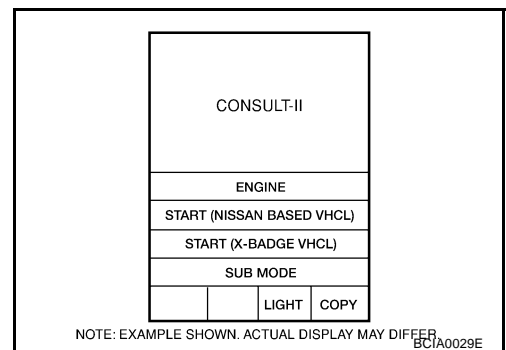 CONSULT-II
ENGINE
START (NISSAN BASED VHCL)
START (X-BADGE VHCL)
SUB MODE
LIGHT COPY
NOTE: EXAMPLE SHOWN. ACTUAL DISPLAY MAY DIFFER.
BCIA0029E